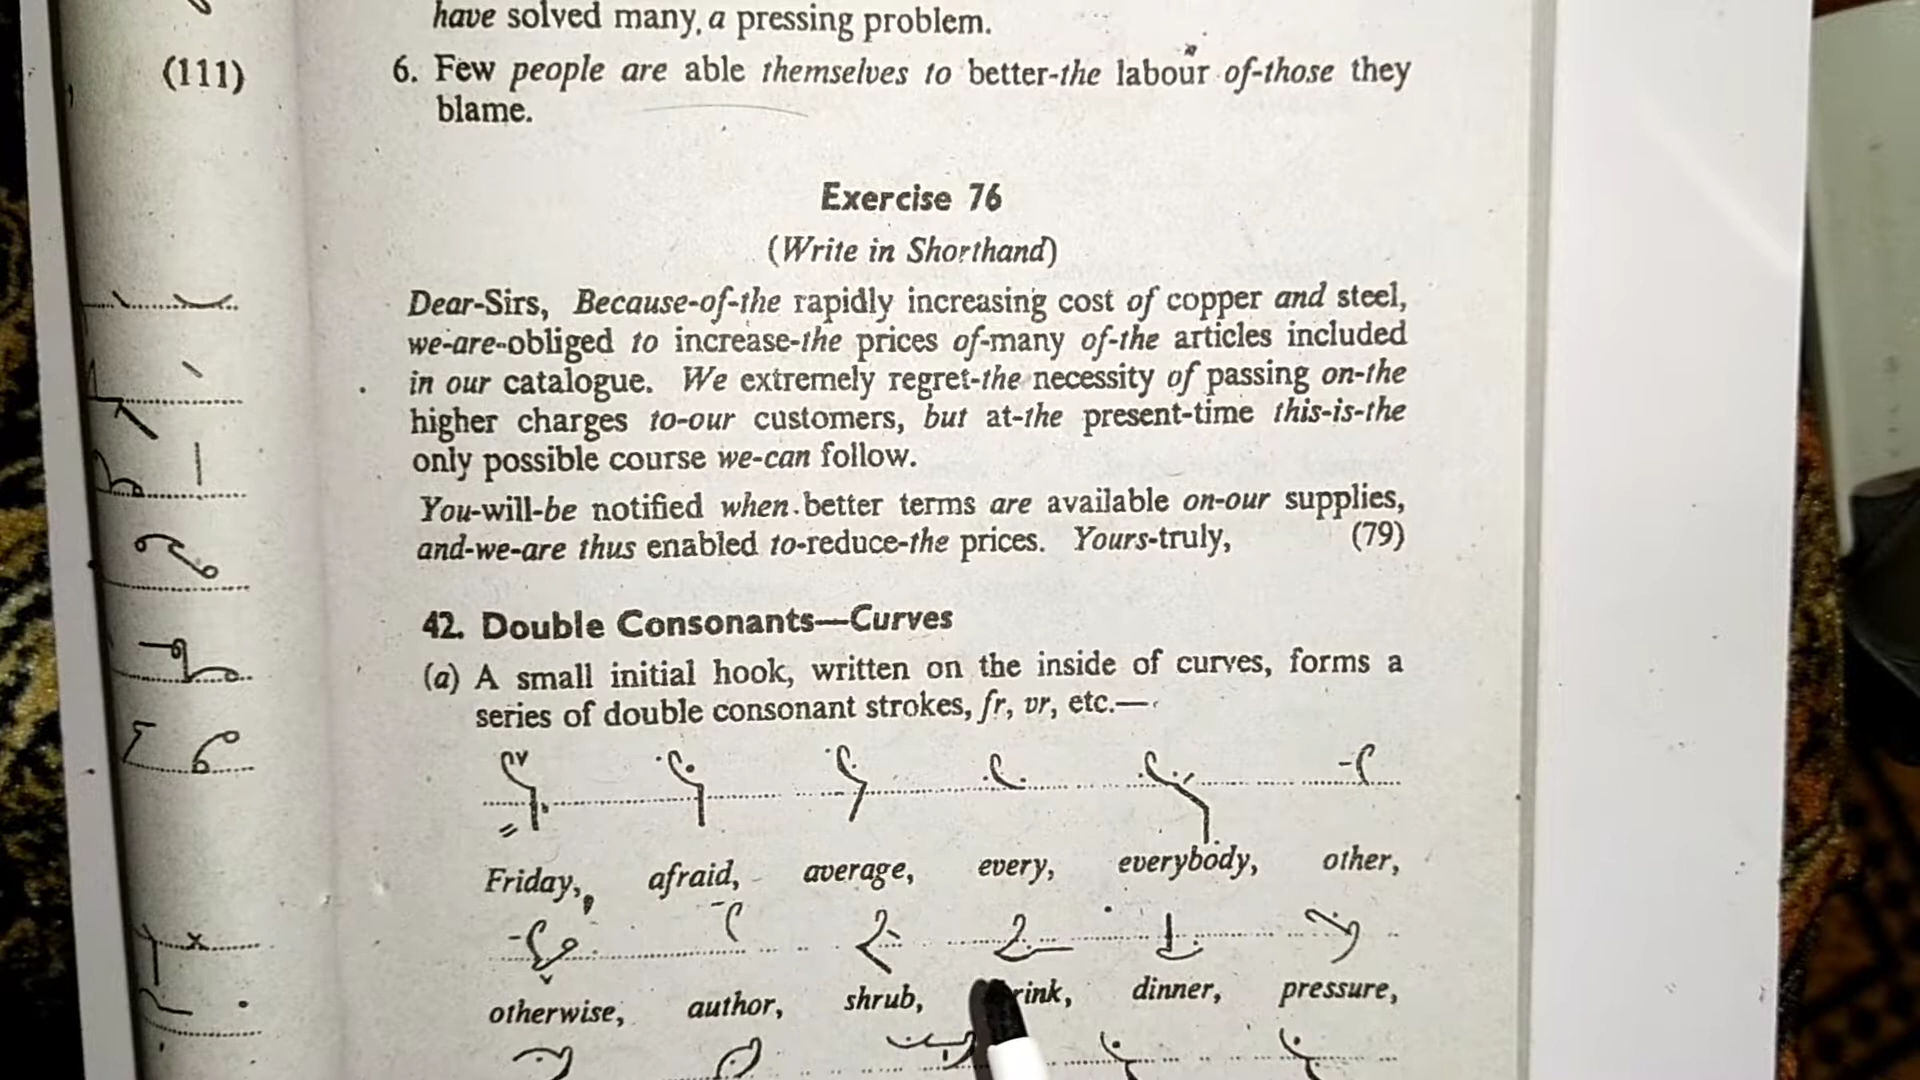 have solved many a pressing problem.
(111)
6. Few people are able themselves to better-the labour of-those they
blame.
Exercise 76
(Write in Shorthand)
Dear-Sirs, Because-of-the rapidly increasing cost of copper and steel,
we-are-obliged to increase-the prices of-many of-the articles included
in our catalogue. We extremely regret-the necessity of passing on-the
higher charges to-our customers, but at-the present-time this-is-the
only possible course we-can follow.
You-will-be notified when better terms are available on-our supplies,
and-we-are thus enabled to-reduce-the prices. Yours-truly, (79)
42. Double Consonants—Curves
(a) A small initial hook, written on the inside of curves, forms a
series of double consonant strokes, fr, vr, etc.—
Friday, afraid, average, every, everybody, other,
otherwise, author, shrub, dinner, pressure,